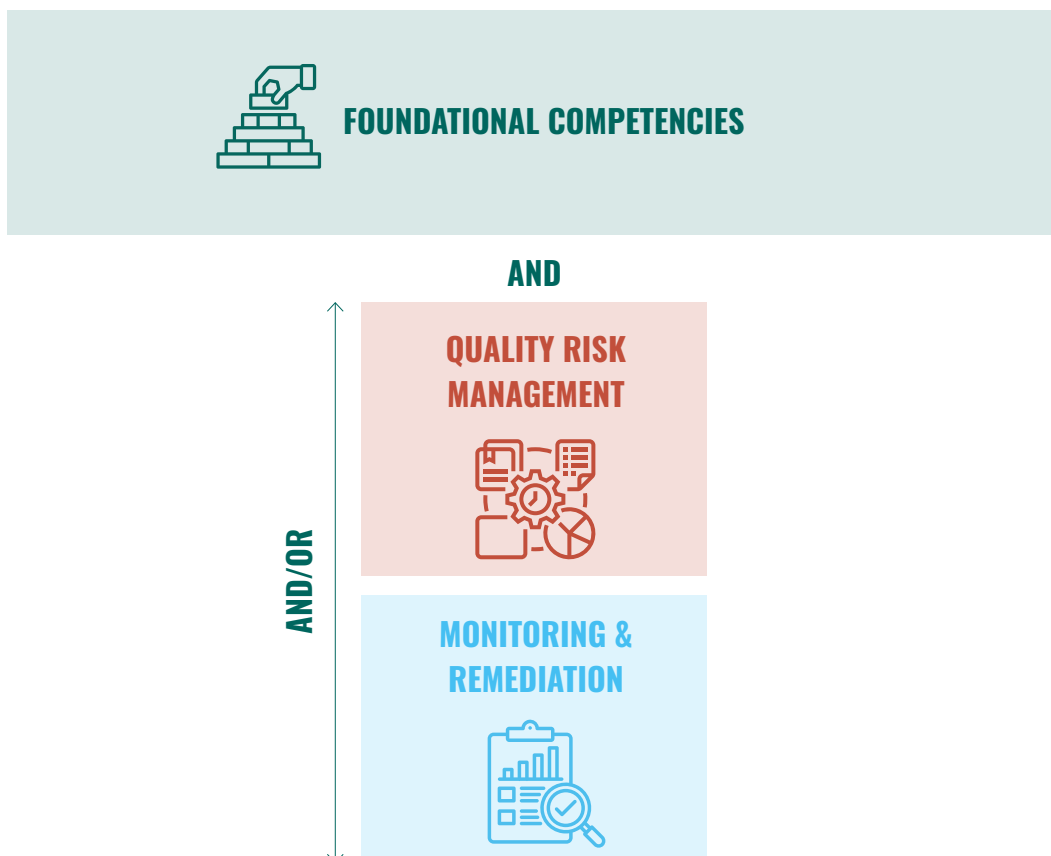 FOUNDATIONAL COMPETENCIES
AND
QUALITY RISK
MANAGEMENT
AND/OR
MONITORING &
REMEDIATION